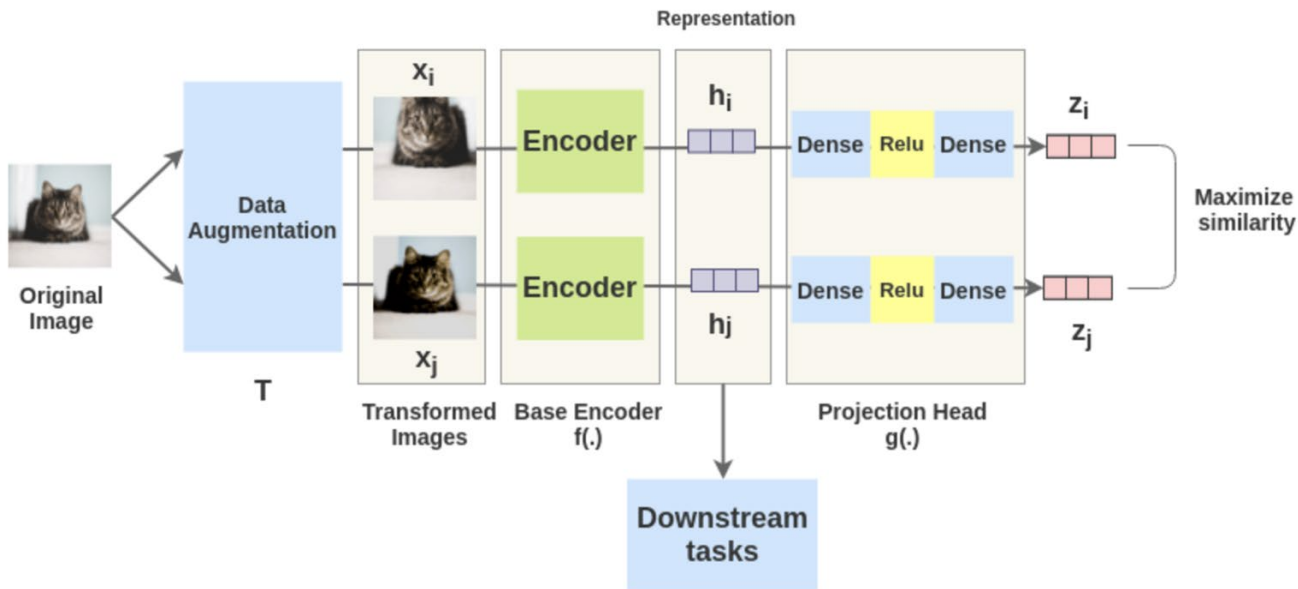 Representation
x_i
h_i
z_i
Encoder
Dense
Relu
Dense
Data
Augmentation
Maximize
similarity
Original
Image
Encoder
Dense
Relu
Dense
x_j
h_j
z_j
T
Transformed
Images
Base Encoder
f(.)
Projection Head
g(.)
Downstream
tasks